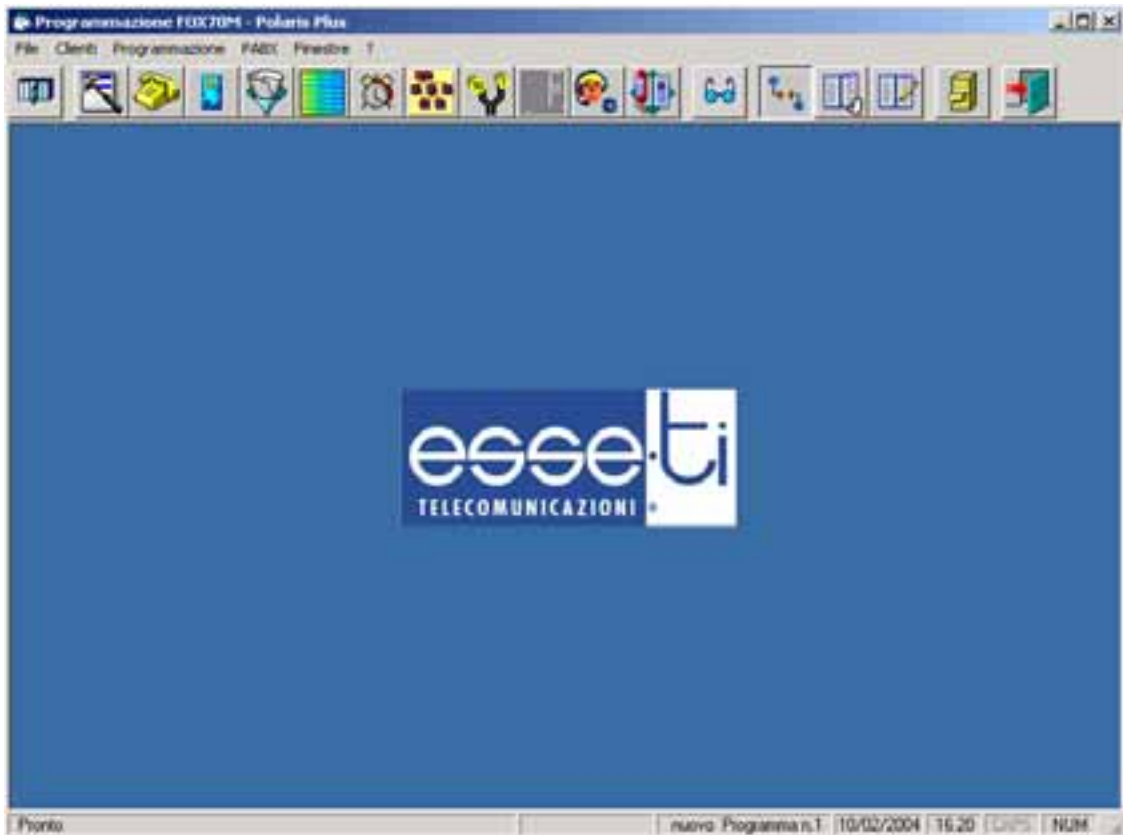 Programmazione FOX70M - Polaris Plus
File Clienti Programmazione PABX Finestre ?
esse·ti
TELECOMUNICAZIONI
Pronto nuovo Programma n.1 10/02/2004 16.20 CAPS NUM